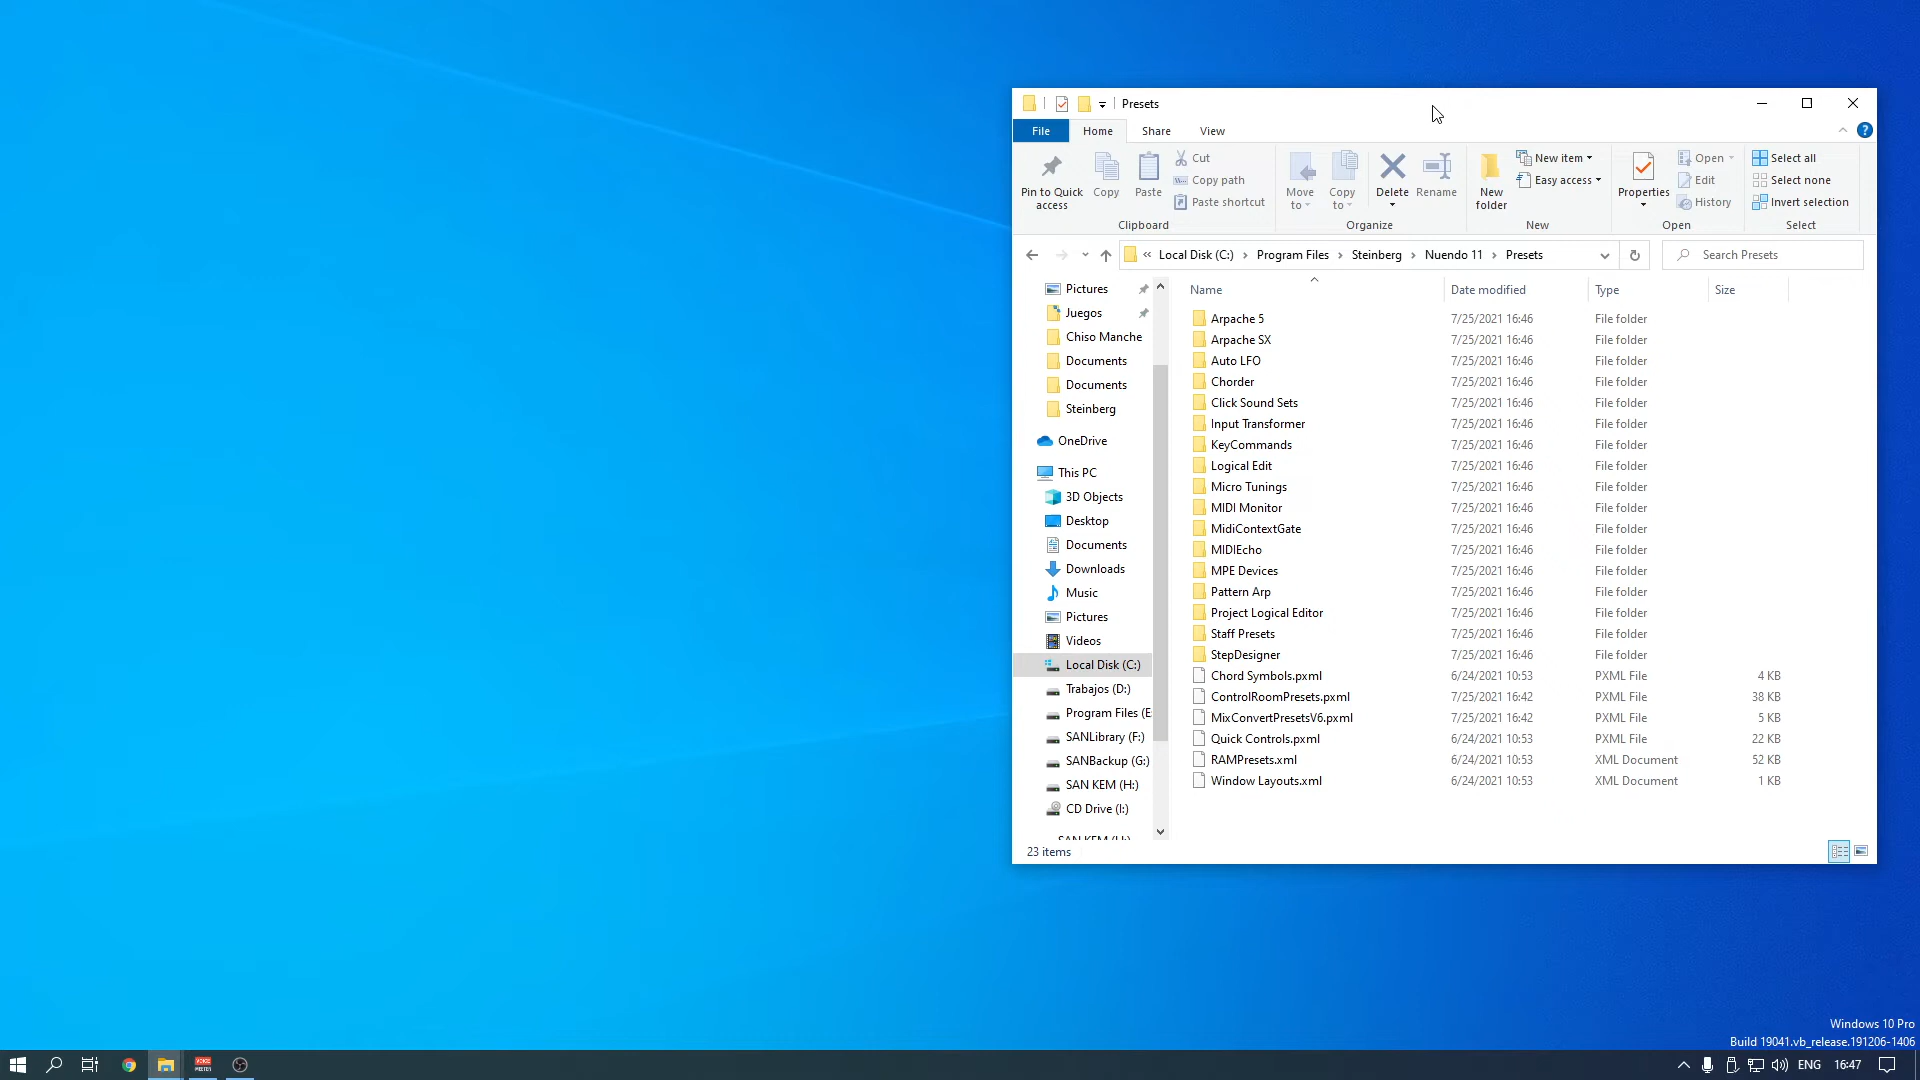 Presets
File Home Share View
Pin to Quick access
Copy
Paste
Cut
Copy path
Paste shortcut
Clipboard
Move to
Copy to
Delete
Rename
Organize
New folder
New item
Easy access
New
Properties
Open
Edit
History
Open
Select all
Select none
Invert selection
Select
« Local Disk (C:) › Program Files › Steinberg › Nuendo 11 › Presets
Search Presets
Pictures
Juegos
Chiso Manche
Documents
Documents
Steinberg
OneDrive
This PC
3D Objects
Desktop
Documents
Downloads
Music
Pictures
Videos
Local Disk (C:)
Trabajos (D:)
Program Files (E
SANLibrary (F:)
SANBackup (G:)
SAN KEM (H:)
CD Drive (I:)
SAN KEM (H:)
Name Date modified Type Size
Arpache 5 7/25/2021 16:46 File folder
Arpache SX 7/25/2021 16:46 File folder
Auto LFO 7/25/2021 16:46 File folder
Chorder 7/25/2021 16:46 File folder
Click Sound Sets 7/25/2021 16:46 File folder
Input Transformer 7/25/2021 16:46 File folder
KeyCommands 7/25/2021 16:46 File folder
Logical Edit 7/25/2021 16:46 File folder
Micro Tunings 7/25/2021 16:46 File folder
MIDI Monitor 7/25/2021 16:46 File folder
MidiContextGate 7/25/2021 16:46 File folder
MIDIEcho 7/25/2021 16:46 File folder
MPE Devices 7/25/2021 16:46 File folder
Pattern Arp 7/25/2021 16:46 File folder
Project Logical Editor 7/25/2021 16:46 File folder
Staff Presets 7/25/2021 16:46 File folder
StepDesigner 7/25/2021 16:46 File folder
Chord Symbols.pxml 6/24/2021 10:53 PXML File 4 KB
ControlRoomPresets.pxml 7/25/2021 16:42 PXML File 38 KB
MixConvertPresetsV6.pxml 7/25/2021 16:42 PXML File 5 KB
Quick Controls.pxml 6/24/2021 10:53 PXML File 22 KB
RAMPresets.xml 6/24/2021 10:53 XML Document 52 KB
Window Layouts.xml 6/24/2021 10:53 XML Document 1 KB
23 items
Windows 10 Pro
Build 19041.vb_release.191206-1406
VOICE
MEETER
ENG 16:47